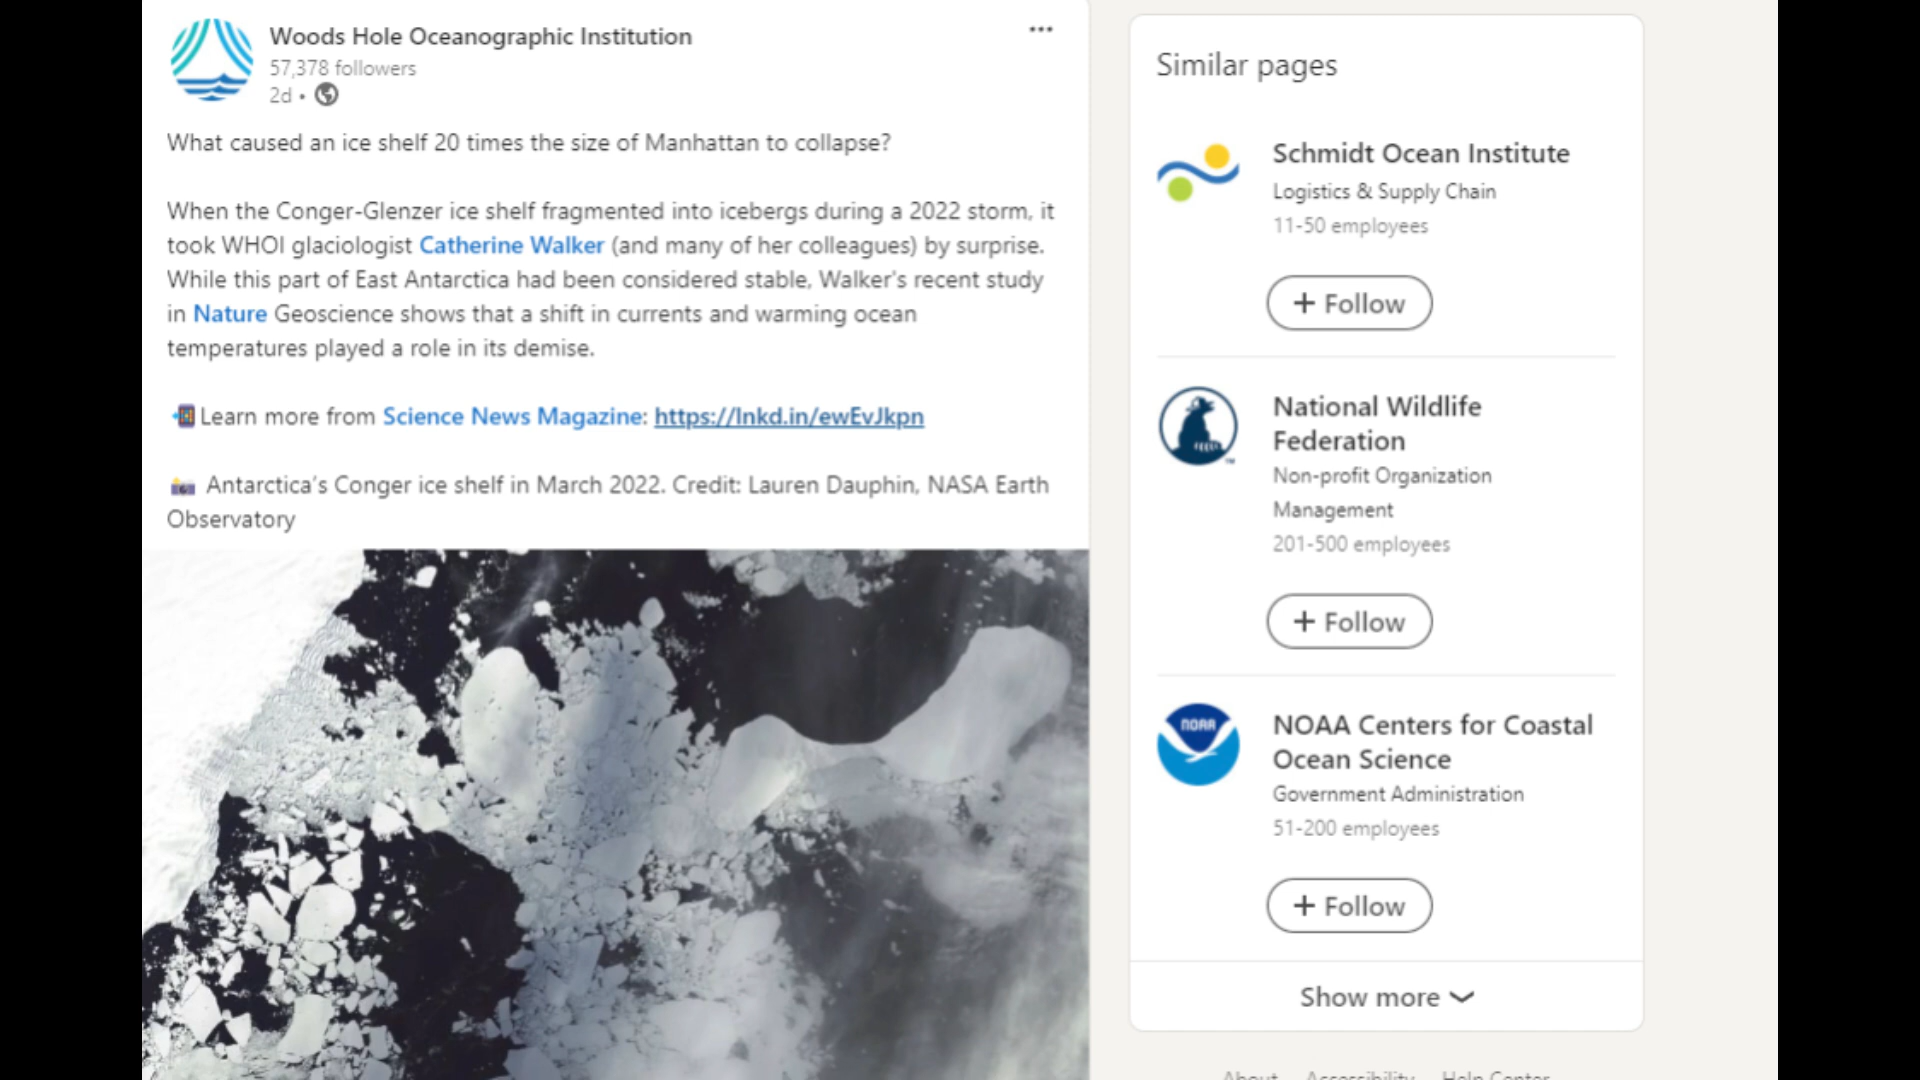 Woods Hole Oceanographic Institution
57,378 followers
2d •
What caused an ice shelf 20 times the size of Manhattan to collapse?
When the Conger-Glenzer ice shelf fragmented into icebergs during a 2022 storm, it
took WHOI glaciologist Catherine Walker (and many of her colleagues) by surprise.
While this part of East Antarctica had been considered stable, Walker's recent study
in Nature Geoscience shows that a shift in currents and warming ocean
temperatures played a role in its demise.
Learn more from Science News Magazine: https://lnkd.in/ewEvJkpn
Antarctica's Conger ice shelf in March 2022. Credit: Lauren Dauphin, NASA Earth
Observatory
Similar pages
Schmidt Ocean Institute
Logistics & Supply Chain
11-50 employees
+ Follow
National Wildlife
Federation
Non-profit Organization
Management
201-500 employees
+ Follow
NOAA
NOAA Centers for Coastal
Ocean Science
Government Administration
51-200 employees
+ Follow
Show more
About Accessibility Help Center